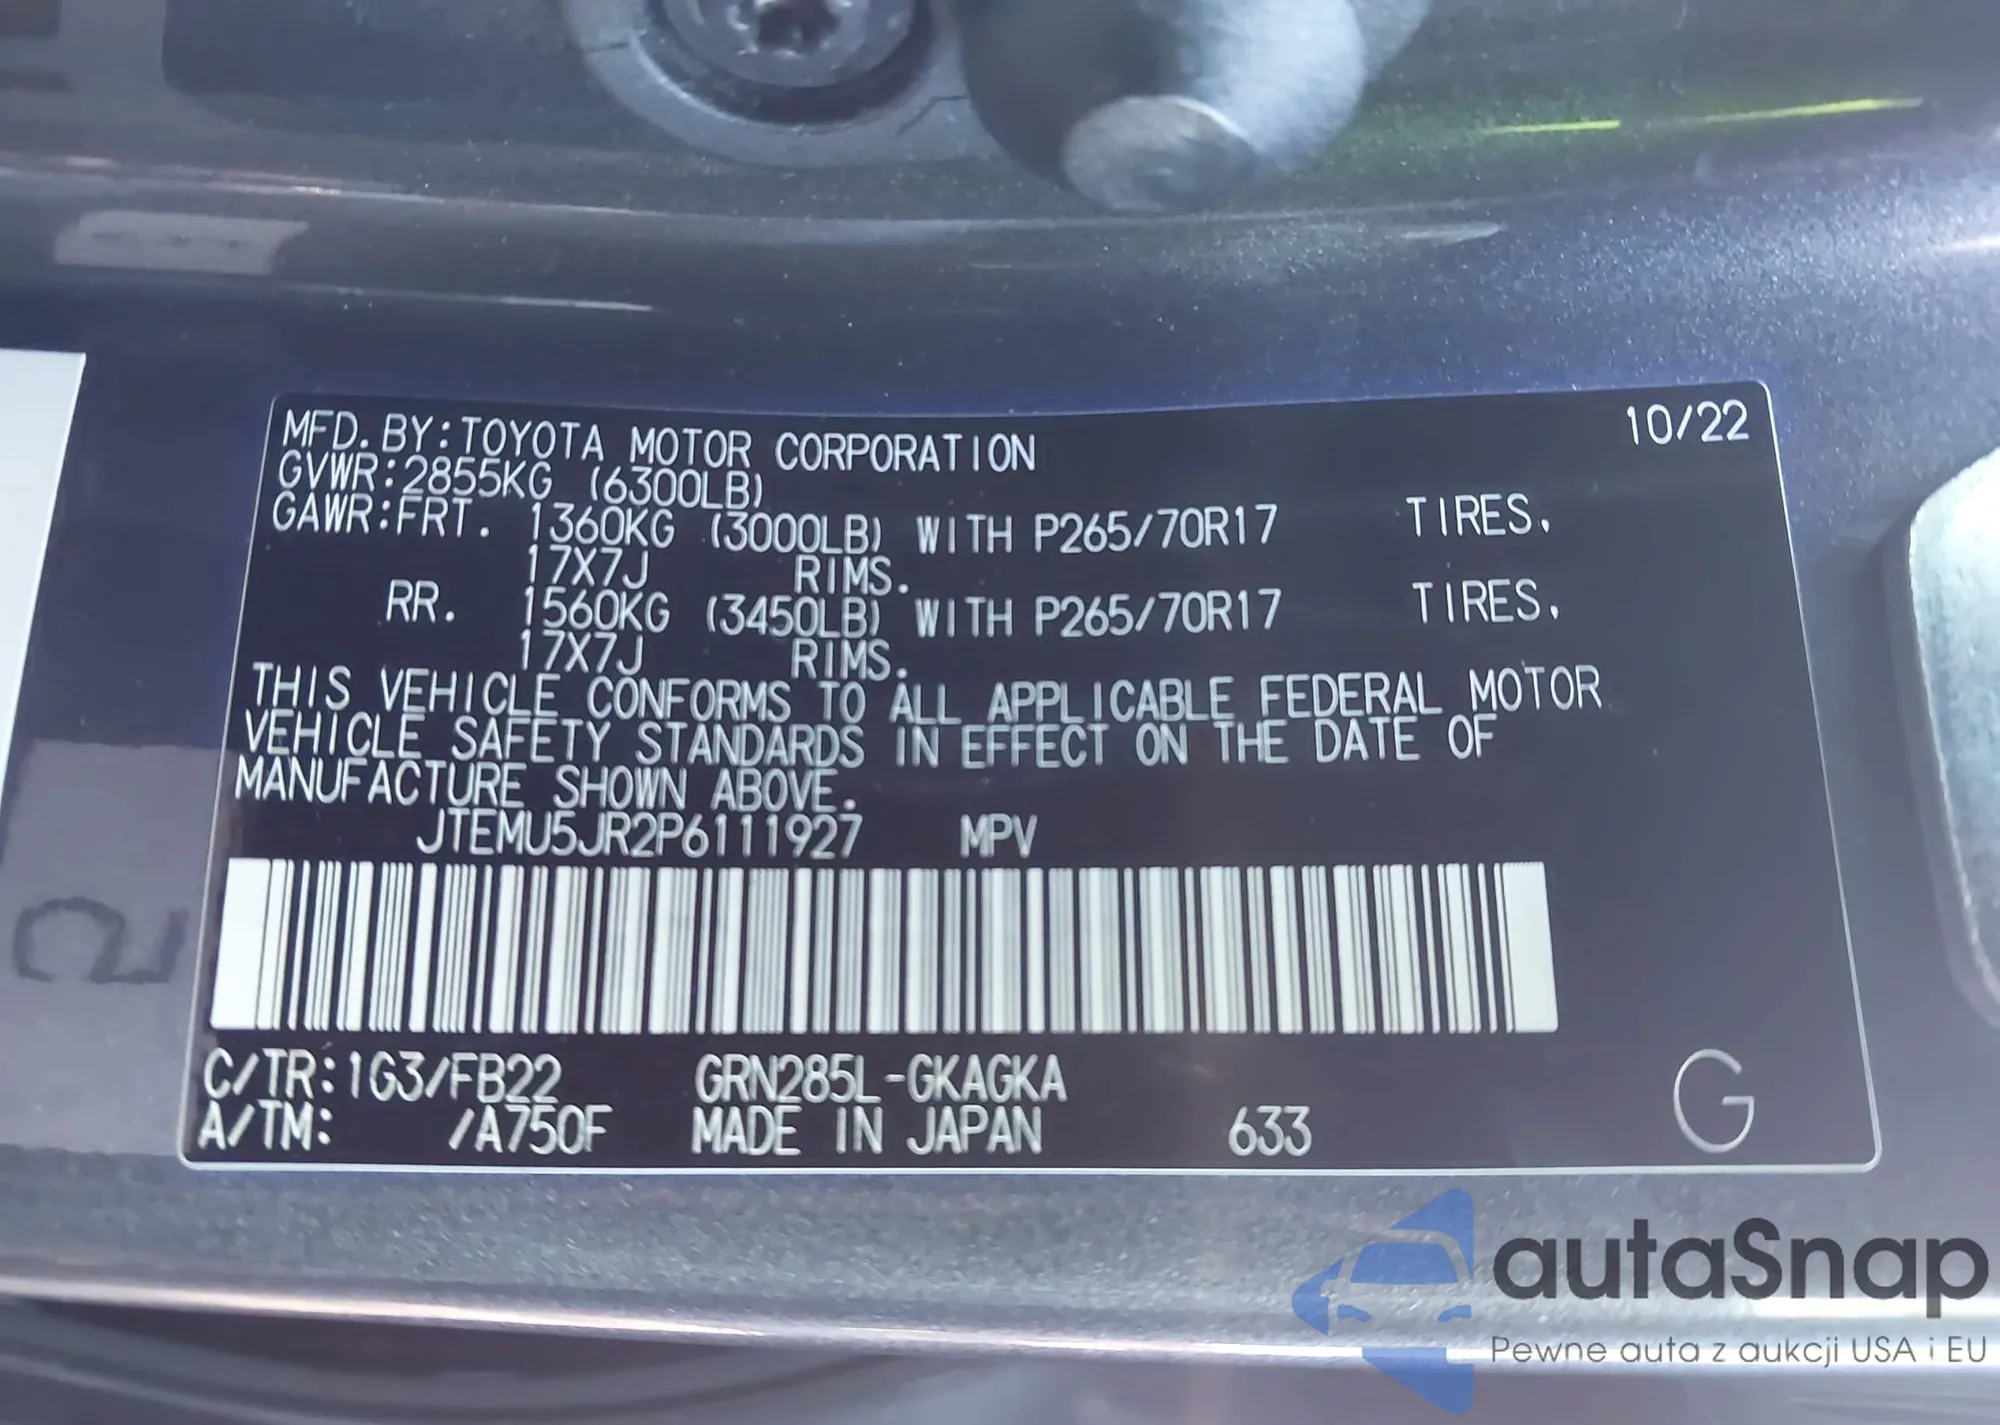 MFD. BY: TOYOTA MOTOR CORPORATION 10/22
GVWR: 2855KG (6300LB)
GAWR: FRT. 1360KG (3000LB) WITH P265/70R17 TIRES,
17X7J RIMS.
RR. 1560KG (3450LB) WITH P265/70R17 TIRES,
17X7J RIMS.
THIS VEHICLE CONFORMS TO ALL APPLICABLE FEDERAL MOTOR
VEHICLE SAFETY STANDARDS IN EFFECT ON THE DATE OF
MANUFACTURE SHOWN ABOVE.
JTEMU5JR2P6111927 MPV
2
C/TR: 1G3/FB22 GRN285L-GKAGKA
A/TM: /A750F MADE IN JAPAN 633 G
autaSnap
Pewne auta z aukcji USA i EU